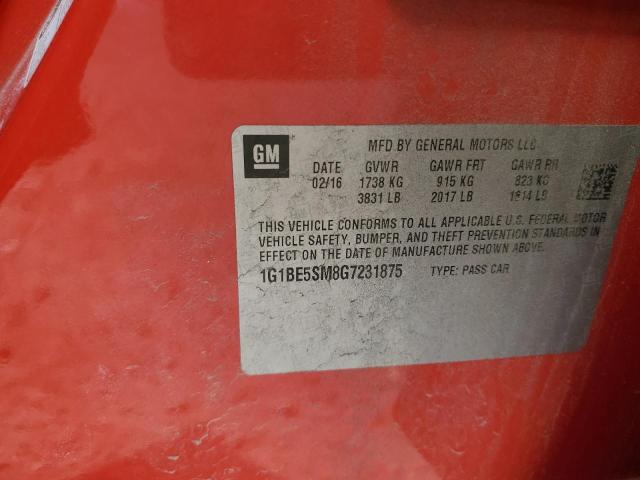 GM
MFD BY GENERAL MOTORS LLC
DATE GVWR GAWR FRT GAWR RR
02/16 1738 KG 915 KG 823 KG
3831 LB 2017 LB 1814 LB
THIS VEHICLE CONFORMS TO ALL APPLICABLE U.S. FEDERAL MOTOR
VEHICLE SAFETY, BUMPER, AND THEFT PREVENTION STANDARDS IN
EFFECT ON THE DATE OF MANUFACTURE SHOWN ABOVE.
1G1BE5SM8G7231875 TYPE: PASS CAR